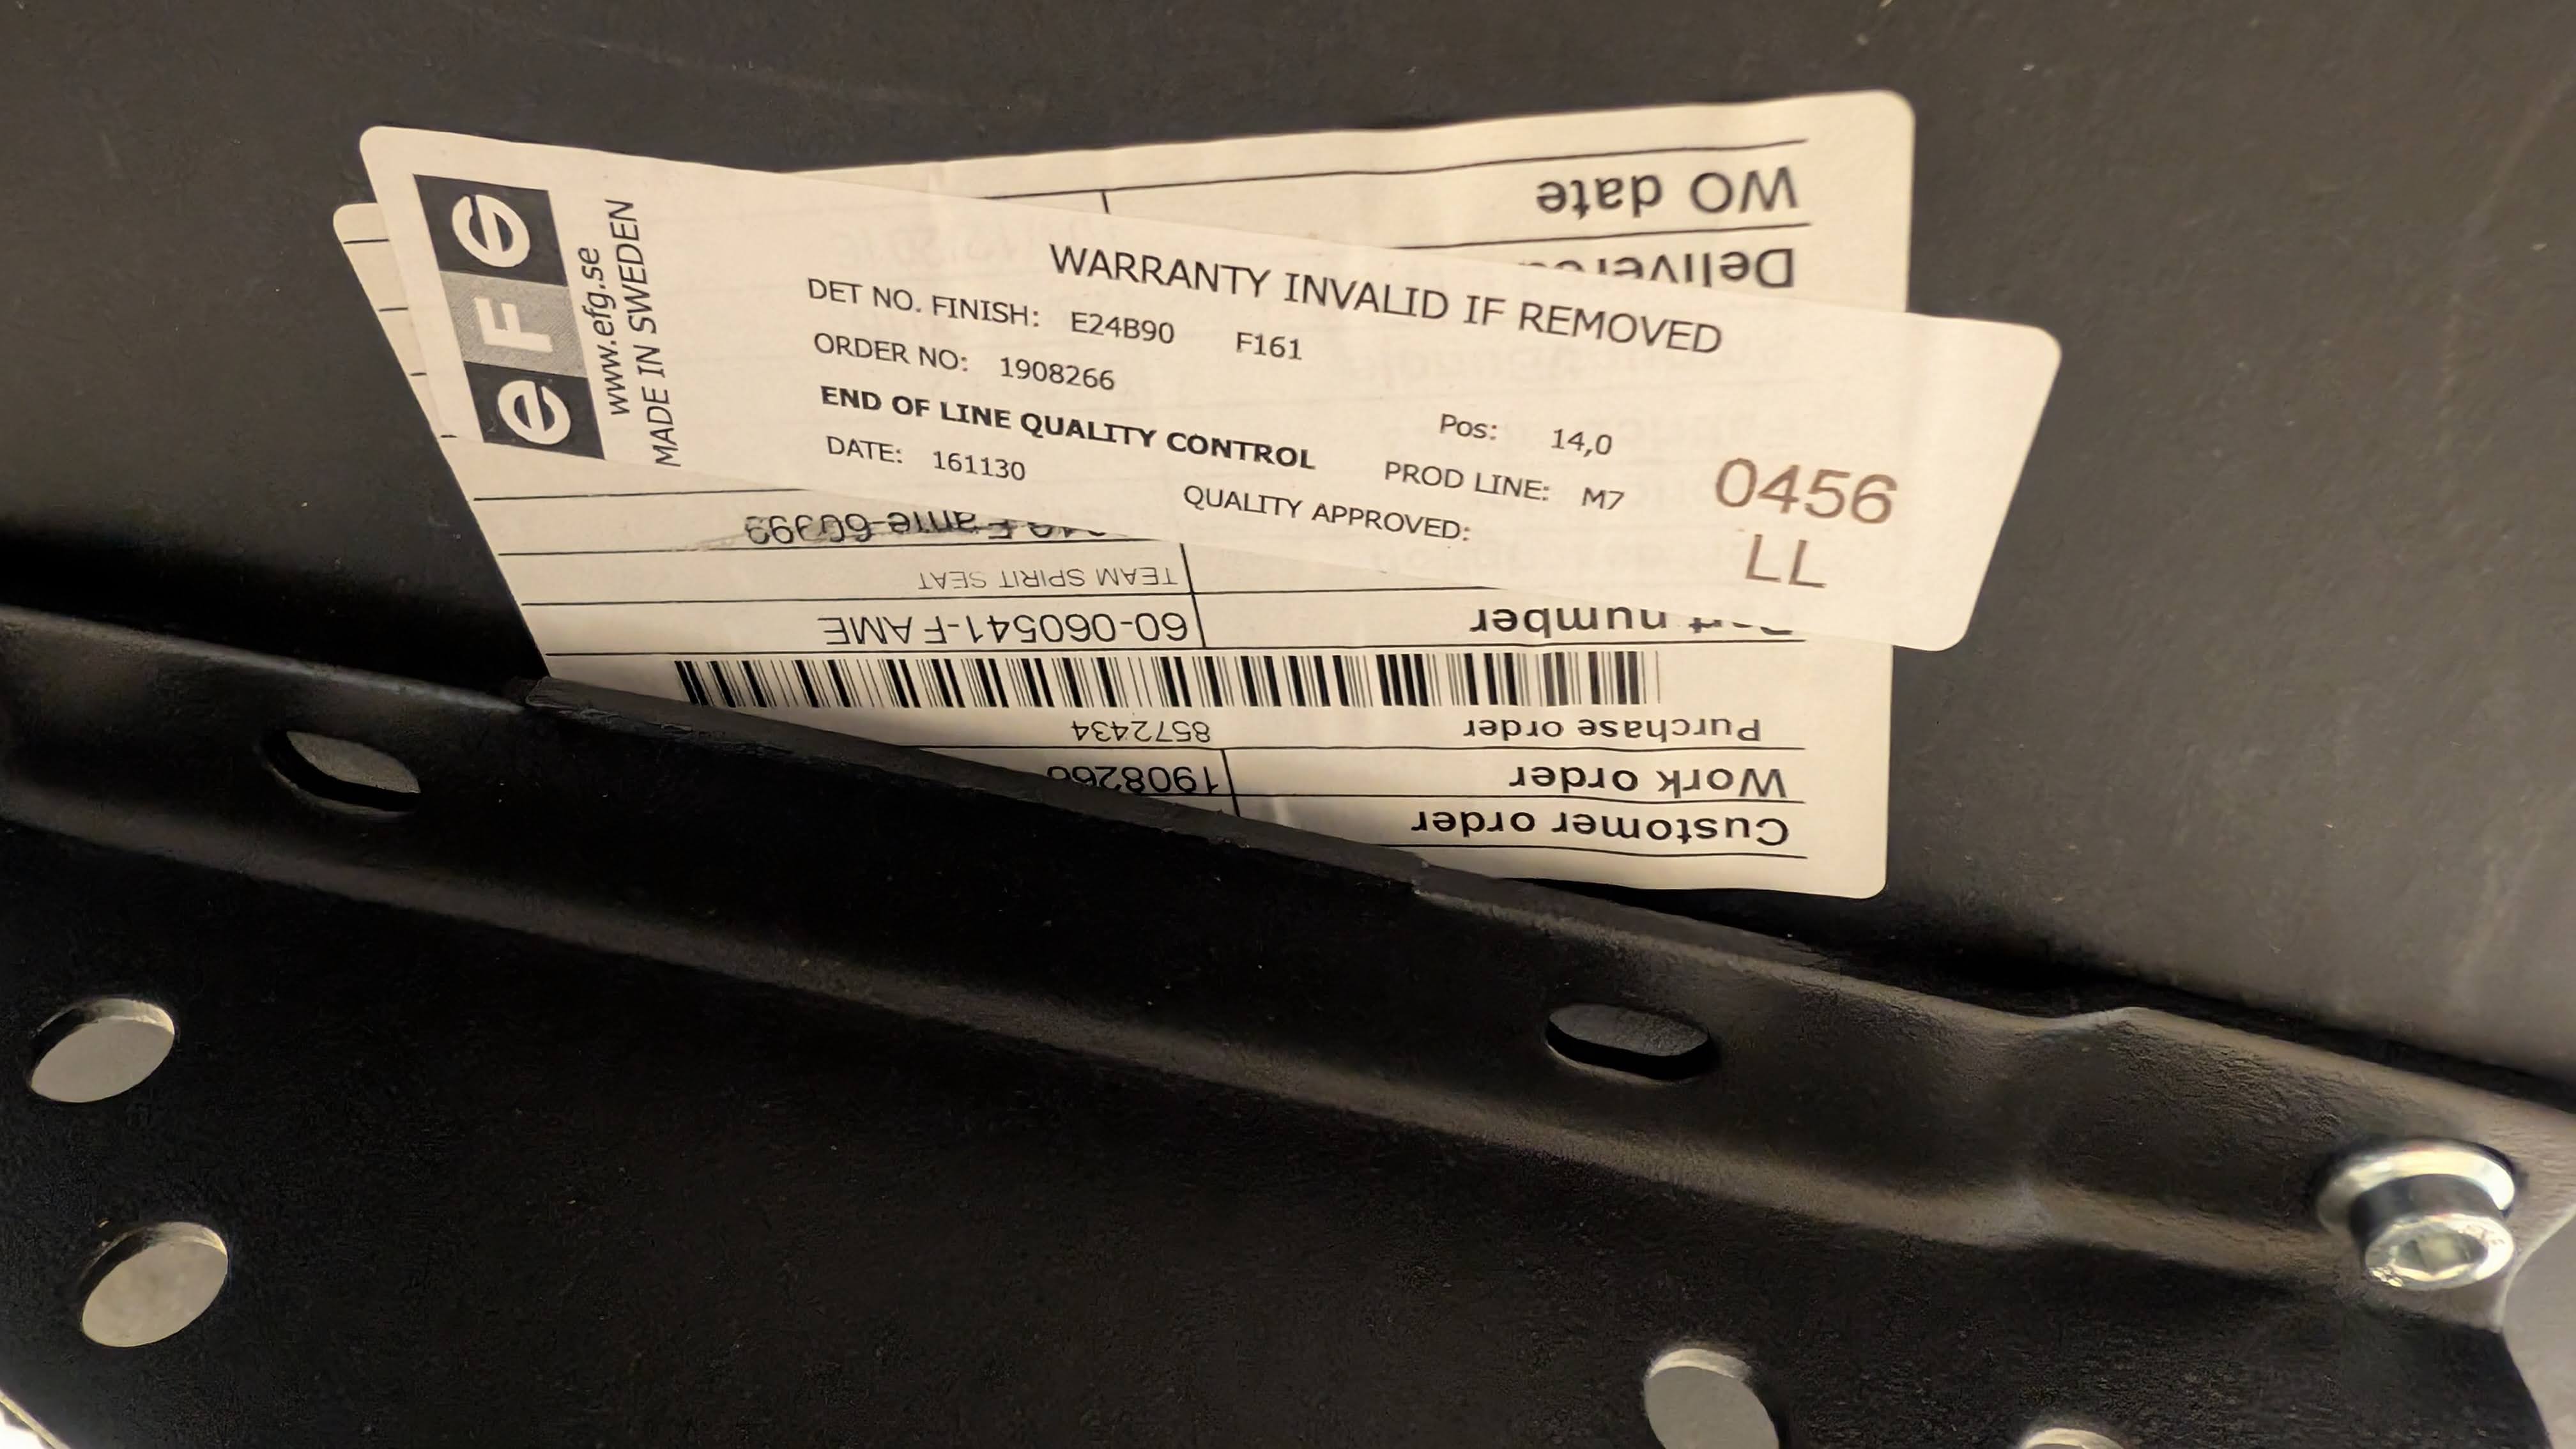 eFG
www.efg.se
MADE IN SWEDEN
WARRANTY INVALID IF REMOVED
DET NO. FINISH: E24B90 F161
ORDER NO: 1908266
Pos: 14,0
END OF LINE QUALITY CONTROL
PROD LINE: M7
DATE: 161130
QUALITY APPROVED:
0456
LL
Customer order
Work order
Purchase order 8572434
number 60-060541-F AME
TEAM SPIRIT SEAT
WO date